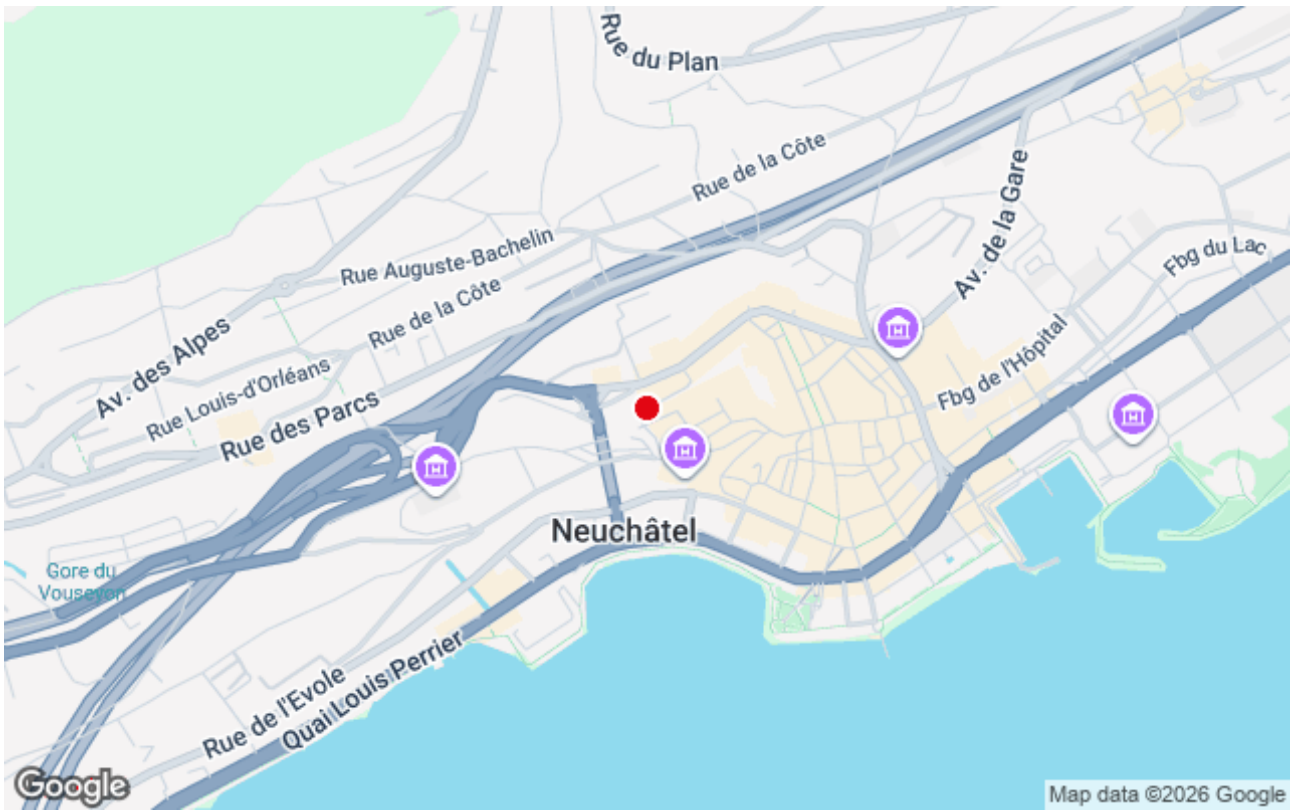 Rue du Plan
Rue de la Côte
Av. de la Gare
Rue Auguste-Bachelin
Fbg du Lac
Rue de la Côte
Av. des Alpes
Rue Louis-d'Orléans
Fbg de l'Hôpital
Rue des Parcs
Neuchâtel
Gore du
Vouseyon
Rue de l'Evole
Quai Louis Perrier
Google
Map data ©2026 Google